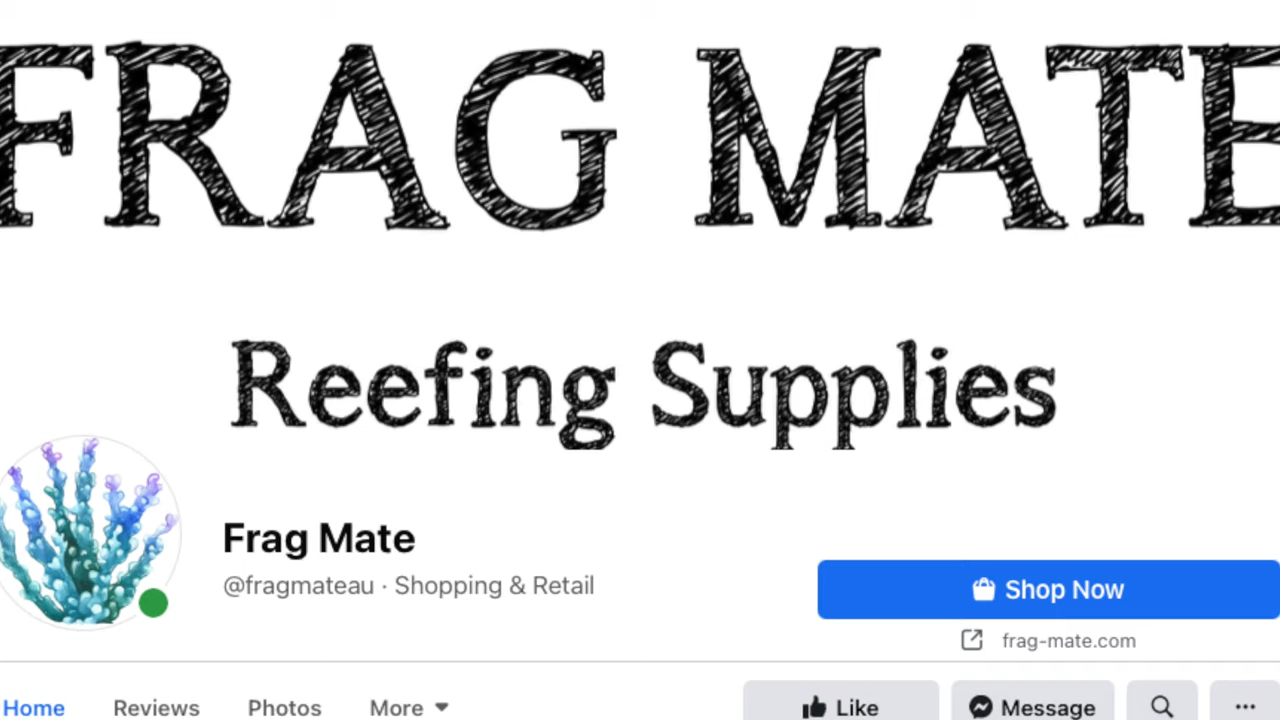 FRAG MATE
Reefing Supplies
Frag Mate
@fragmateau · Shopping & Retail
Shop Now
frag-mate.com
Home Reviews Photos More Like Message